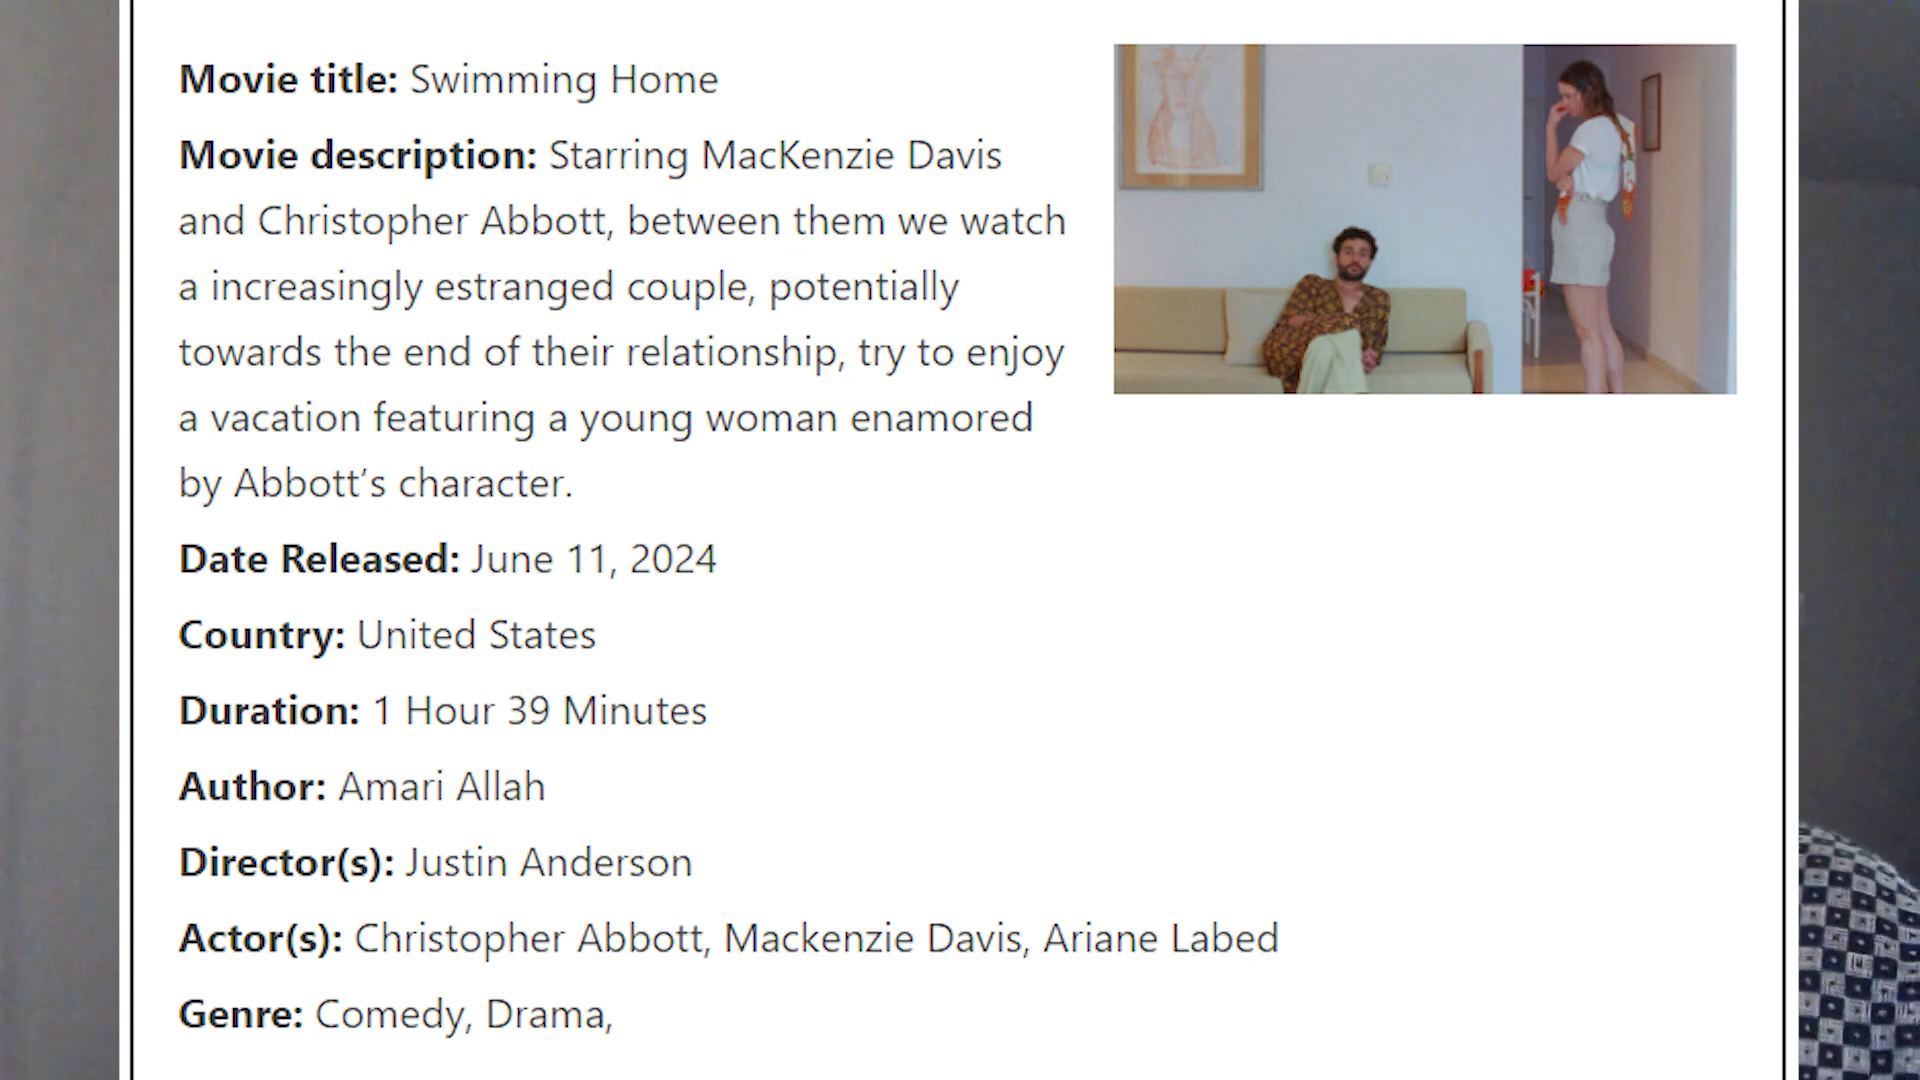 Movie title: Swimming Home
Movie description: Starring MacKenzie Davis
and Christopher Abbott, between them we watch
a increasingly estranged couple, potentially
towards the end of their relationship, try to enjoy
a vacation featuring a young woman enamored
by Abbott’s character.
Date Released: June 11, 2024
Country: United States
Duration: 1 Hour 39 Minutes
Author: Amari Allah
Director(s): Justin Anderson
Actor(s): Christopher Abbott, Mackenzie Davis, Ariane Labed
Genre: Comedy, Drama,